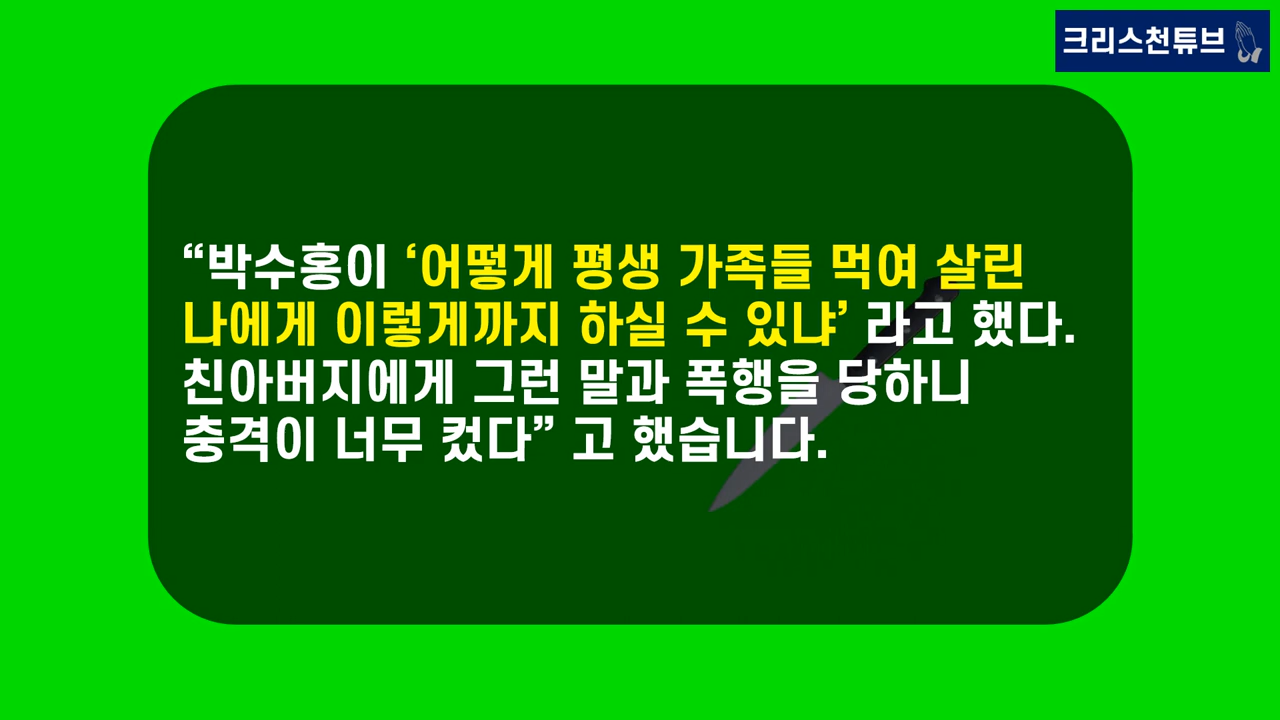 크리스천튜브
“박수홍이 ‘어떻게 평생 가족들 먹여 살린
나에게 이렇게까지 하실 수 있냐’ 라고 했다.
친아버지에게 그런 말과 폭행을 당하니
충격이 너무 컸다” 고 했습니다.